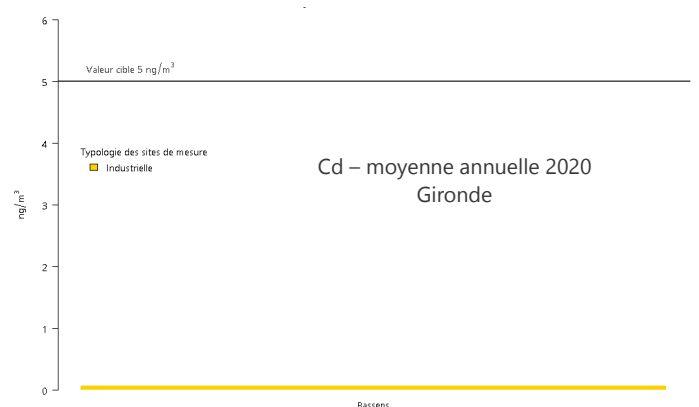 6
Valeur cible 5 ng/m³
5
4
Typologie des sites de mesure
Industrielle
Cd – moyenne annuelle 2020
Gironde
ng/m³
3
2
1
0
Bassens